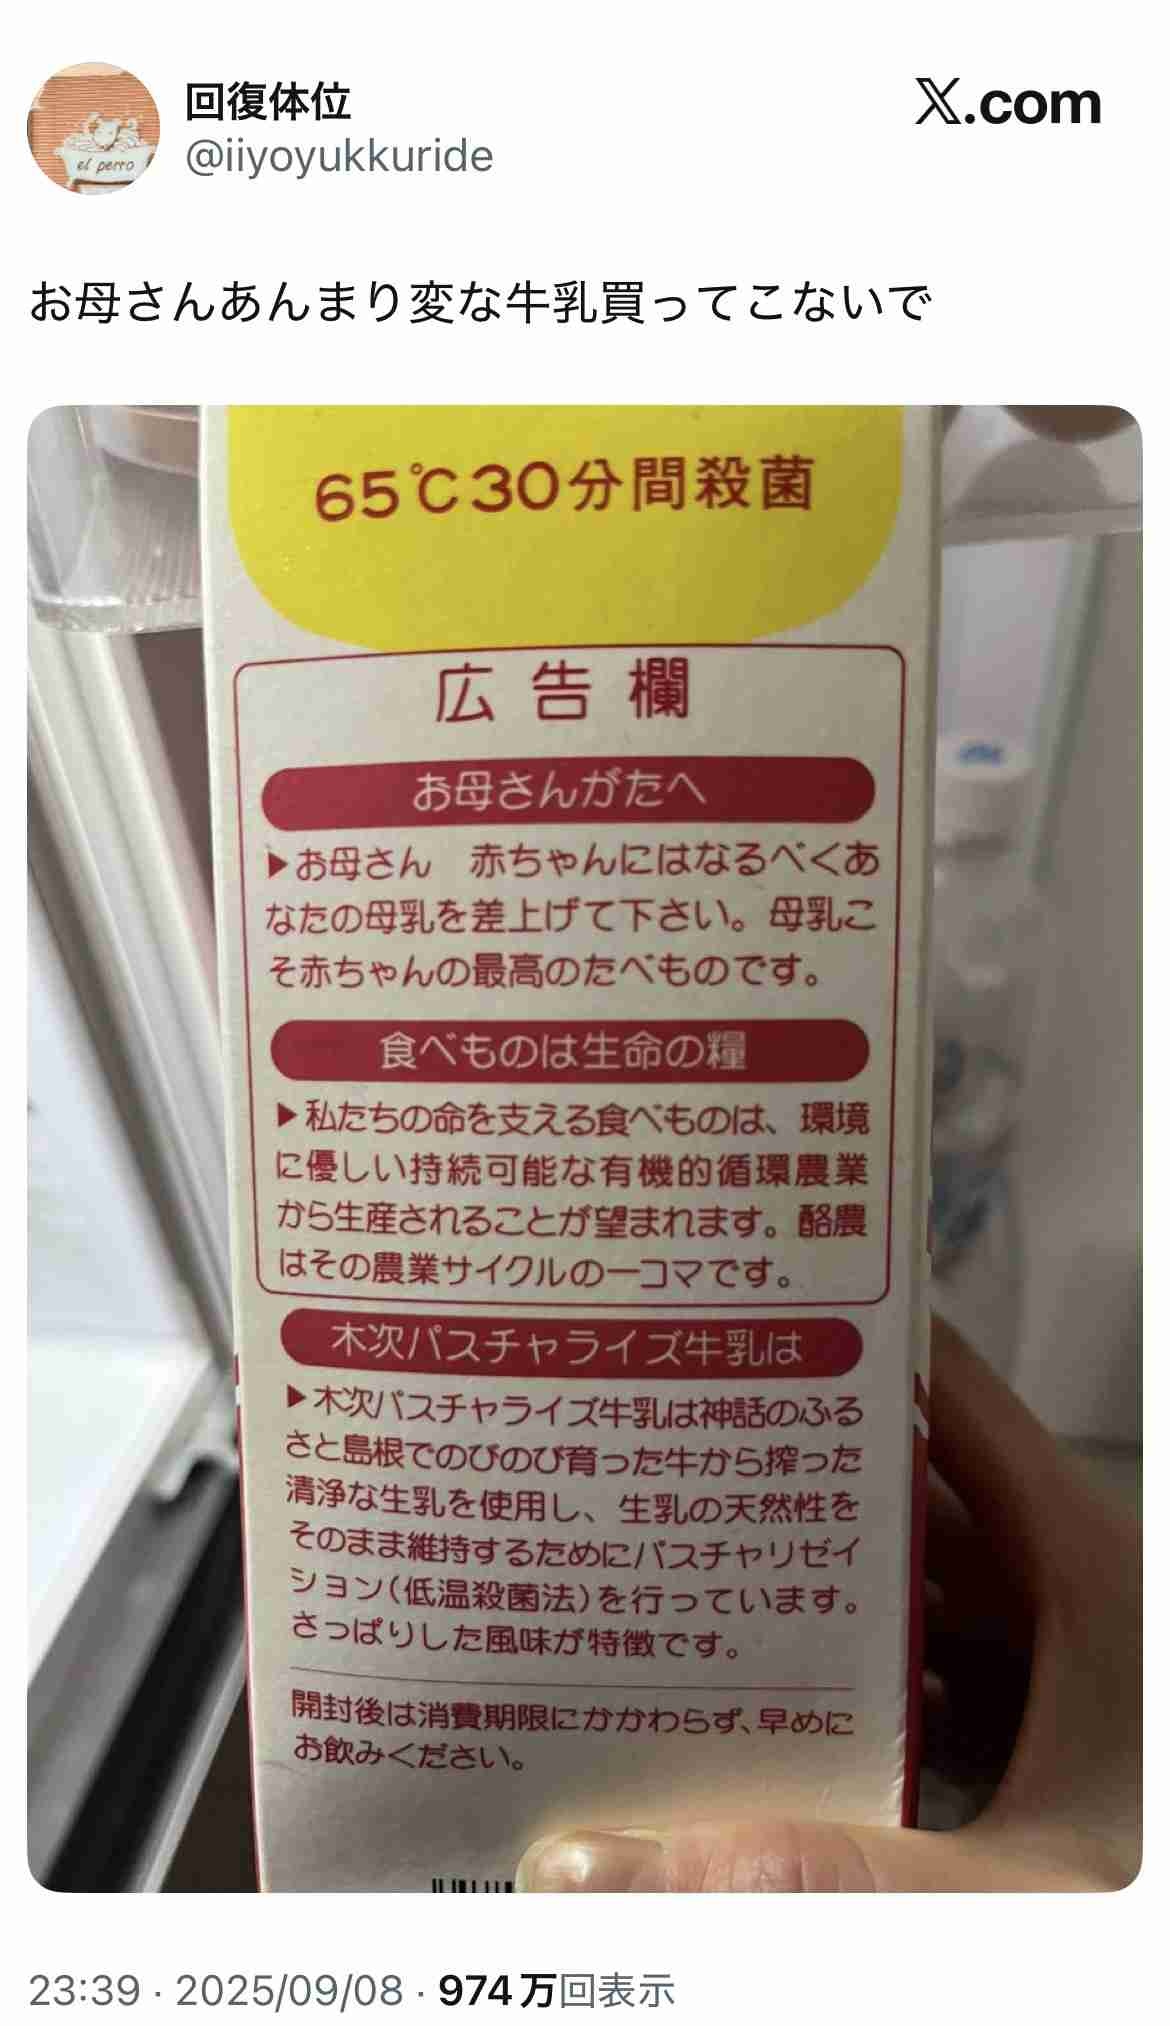 回復体位
@iiyoyukkuride
X.com
お母さんあんまり変な牛乳買ってこないで
el perro
65℃30分間殺菌
広告欄
お母さんがたへ
▶お母さん　赤ちゃんにはなるべくあ
なたの母乳を差上げて下さい。母乳こ
そ赤ちゃんの最高のたべものです。
食べものは生命の糧
▶私たちの命を支える食べものは、環境
に優しい持続可能な有機的循環農業
から生産されることが望まれます。酪農
はその農業サイクルの一コマです。
木次パスチャライズ牛乳は
▶木次パスチャライズ牛乳は神話のふる
さと島根でのびのび育った牛から搾った
清浄な生乳を使用し、生乳の天然性を
そのまま維持するためにパスチャリゼイ
ション(低温殺菌法)を行っています。
さっぱりした風味が特徴です。
開封後は消費期限にかかわらず、早めに
お飲みください。
23:39 · 2025/09/08 · 974万回表示